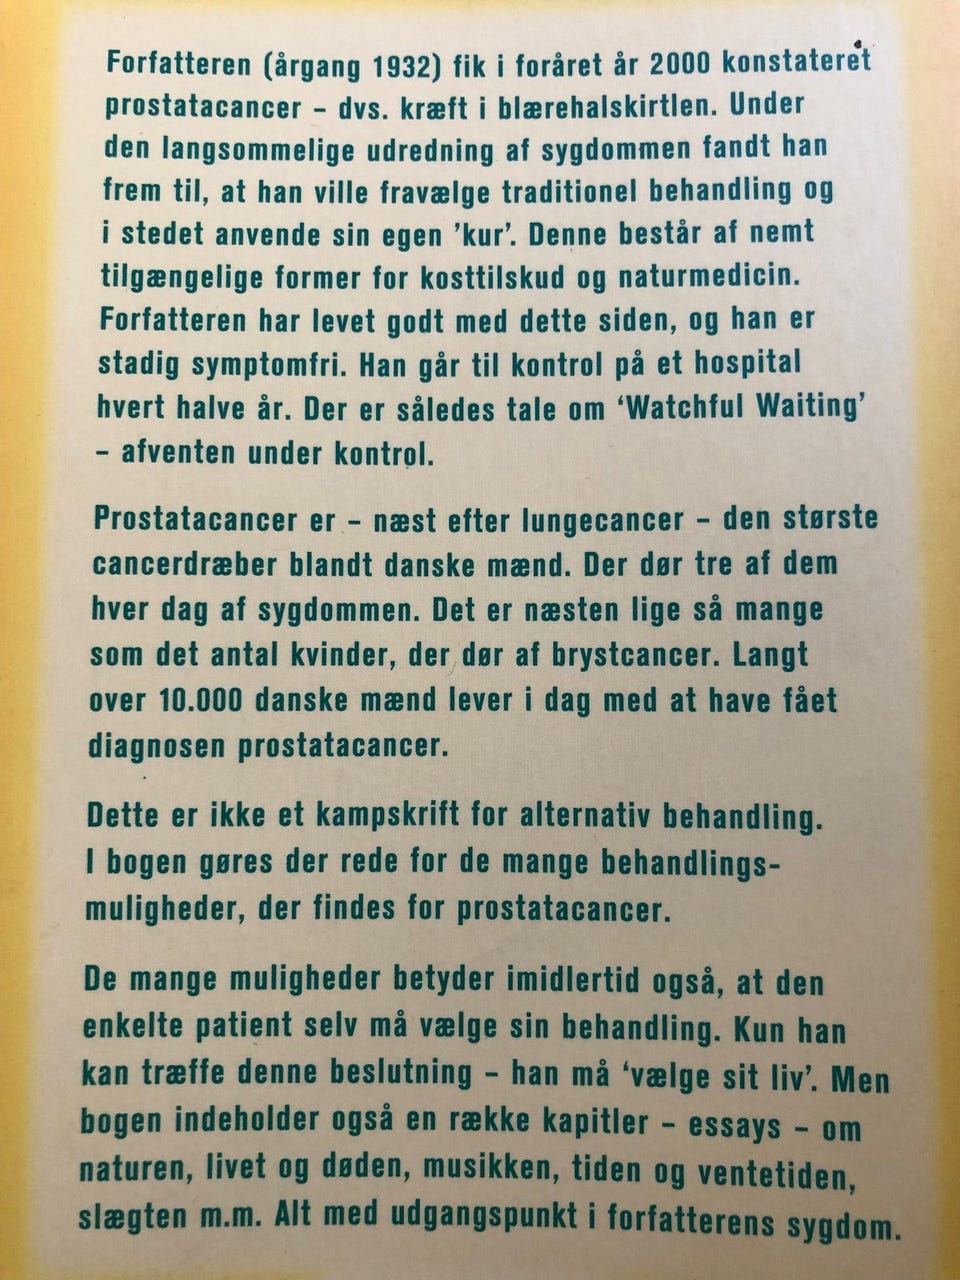 Forfatteren (årgang 1932) fik i foråret år 2000 konstateret
prostatacancer – dvs. kræft i blærehalskirtlen. Under
den langsommelige udredning af sygdommen fandt han
frem til, at han ville fravælge traditionel behandling og
i stedet anvende sin egen ’kur’. Denne består af nemt
tilgængelige former for kosttilskud og naturmedicin.
Forfatteren har levet godt med dette siden, og han er
stadig symptomfri. Han går til kontrol på et hospital
hvert halve år. Der er således tale om ‘Watchful Waiting’
– afventen under kontrol.
Prostatacancer er – næst efter lungecancer – den største
cancerdræber blandt danske mænd. Der dør tre af dem
hver dag af sygdommen. Det er næsten lige så mange
som det antal kvinder, der dør af brystcancer. Langt
over 10.000 danske mænd lever i dag med at have fået
diagnosen prostatacancer.
Dette er ikke et kampskrift for alternativ behandling.
I bogen gøres der rede for de mange behandlings-
muligheder, der findes for prostatacancer.
De mange muligheder betyder imidlertid også, at den
enkelte patient selv må vælge sin behandling. Kun han
kan træffe denne beslutning – han må ‘vælge sit liv’. Men
bogen indeholder også en række kapitler – essays – om
naturen, livet og døden, musikken, tiden og ventetiden,
slægten m.m. Alt med udgangspunkt i forfatterens sygdom.